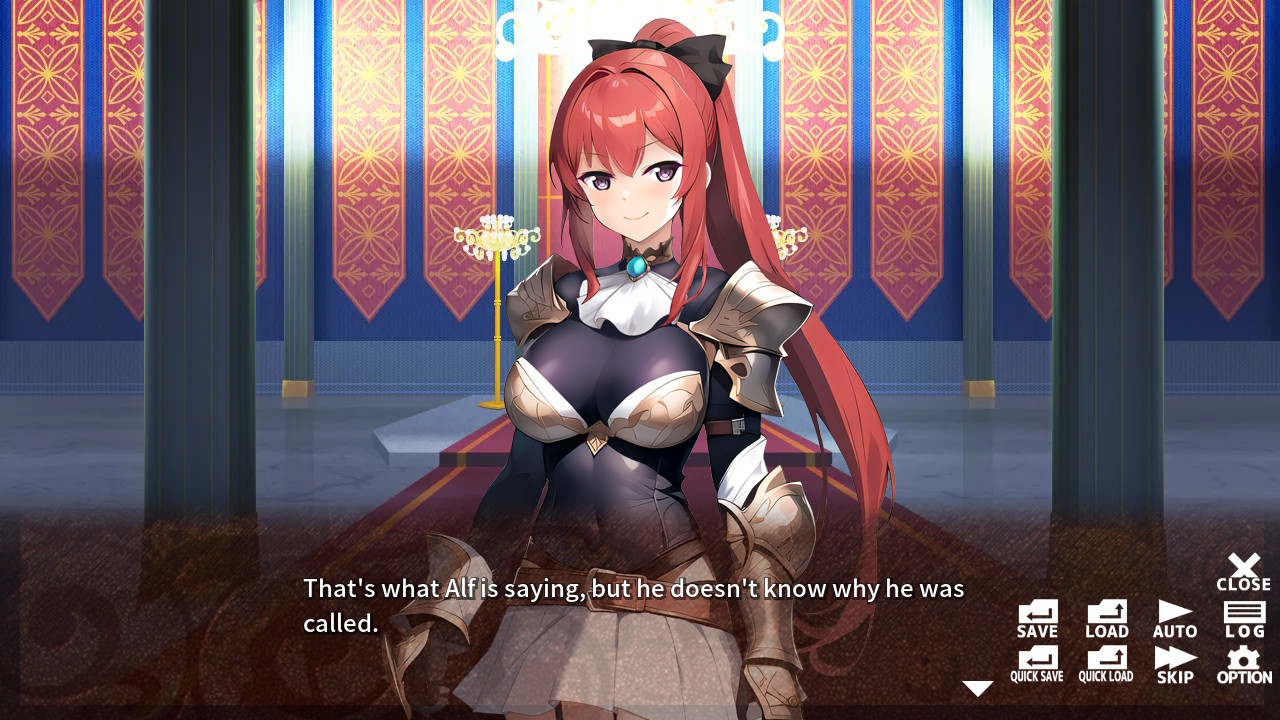 That's what Alf is saying, but he doesn't know why he was
called.
CLOSE
SAVE
LOAD
AUTO
LOG
QUICK SAVE
QUICK LOAD
SKIP
OPTION